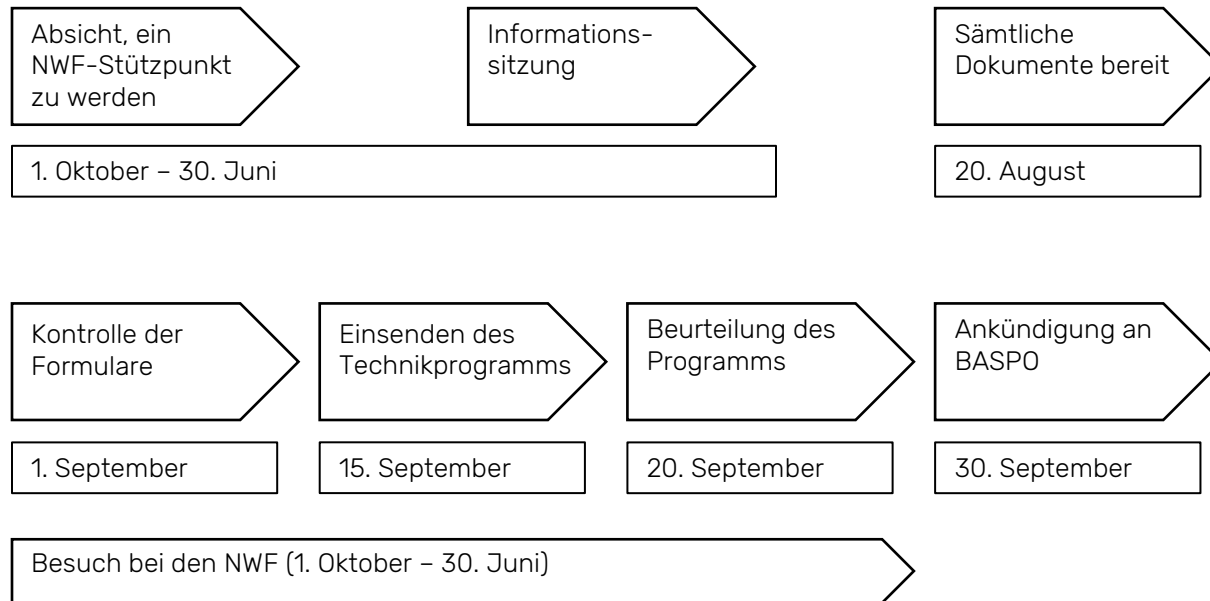 Absicht, ein
NWF-Stützpunkt
zu werden
Informations-
sitzung
Sämtliche
Dokumente bereit
1. Oktober – 30. Juni
20. August
Kontrolle der
Formulare
Einsenden des
Technikprogramms
Beurteilung des
Programms
Ankündigung an
BASPO
1. September
15. September
20. September
30. September
Besuch bei den NWF (1. Oktober – 30. Juni)